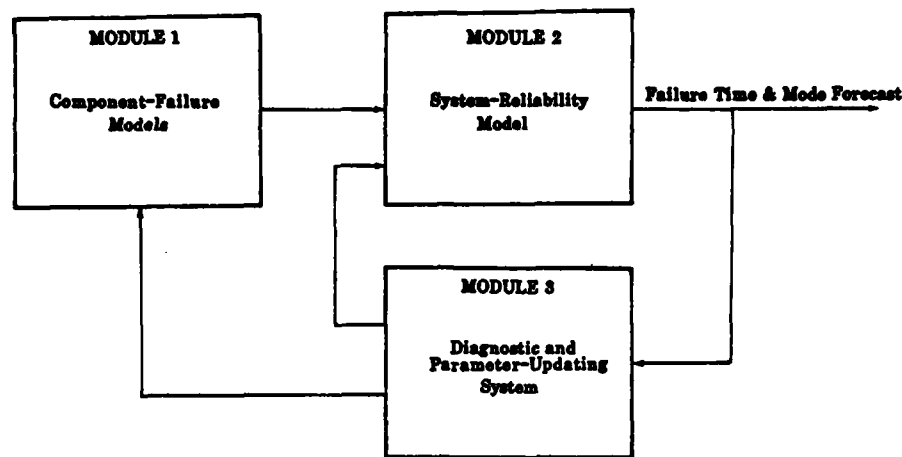 MODULE 1
Component-Failure
Models
MODULE 2
System-Reliability
Model
Failure Time & Mode Forecast
MODULE 3
Diagnostic and
Parameter-Updating
System